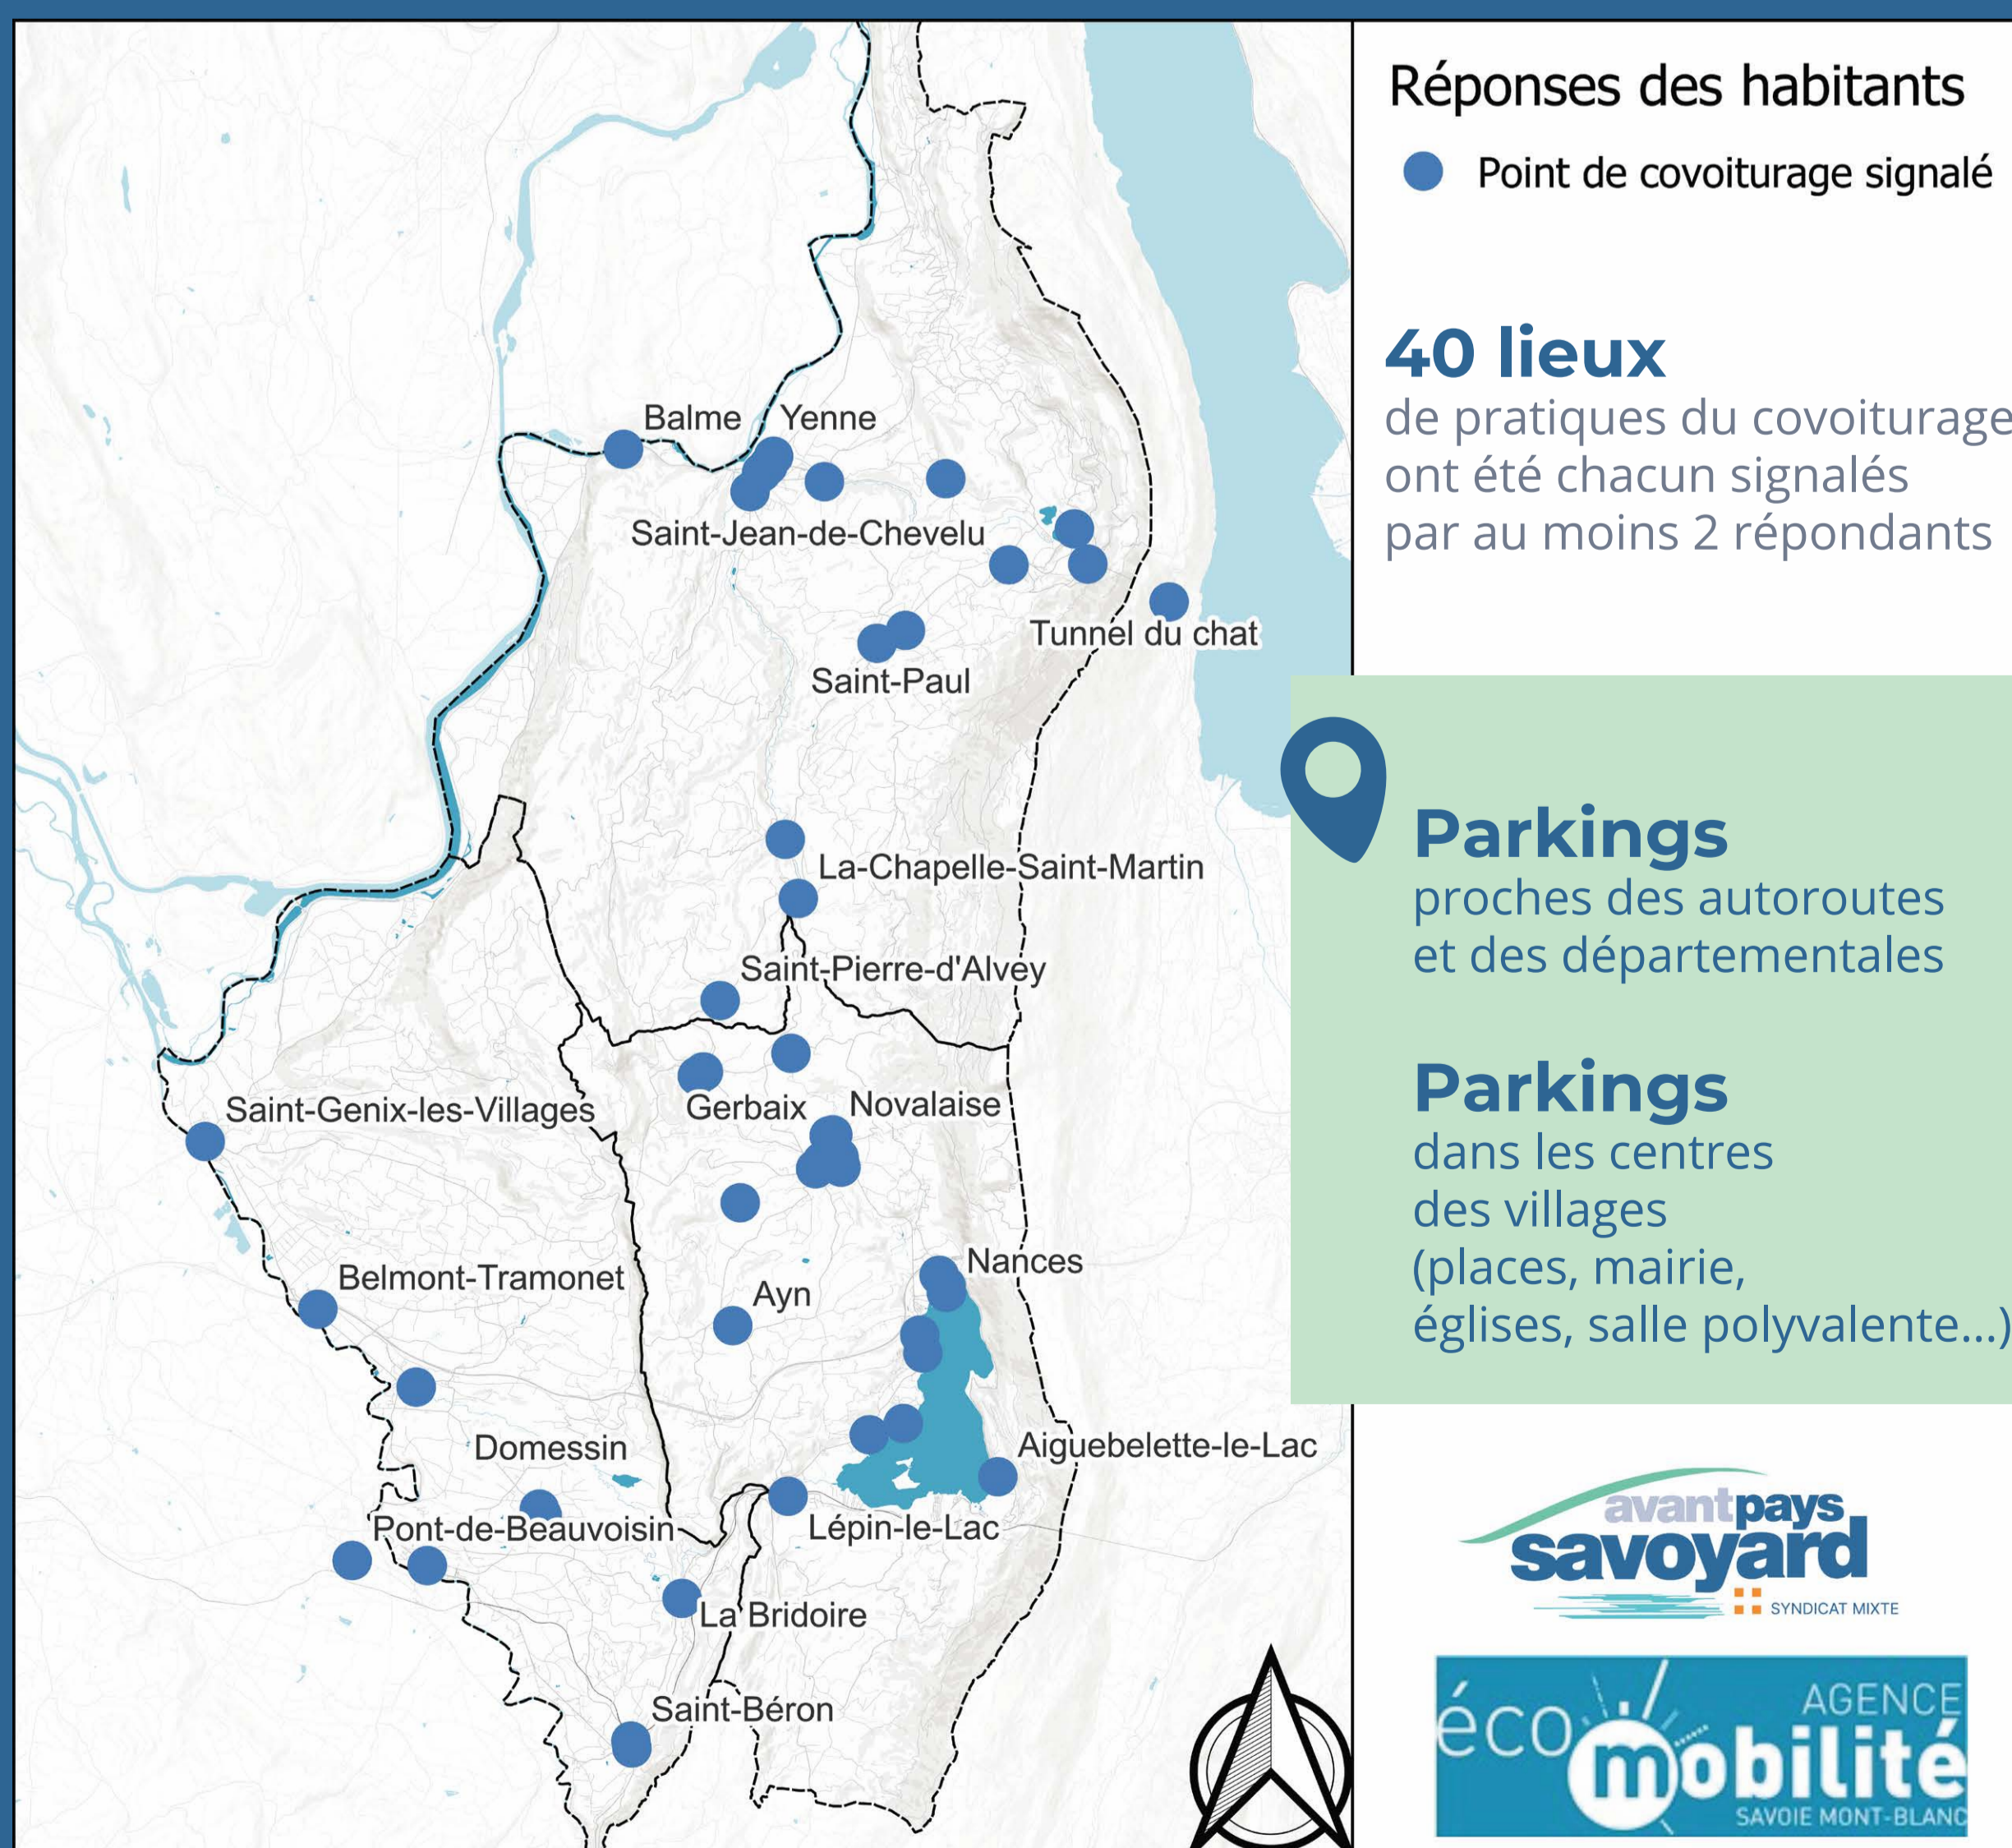 Réponses des habitants
Point de covoiturage signalé
40 lieux
de pratiques du covoiturage
ont été chacun signalés
par au moins 2 répondants
Parkings
proches des autoroutes
et des départementales
Parkings
dans les centres
des villages
(places, mairie,
églises, salle polyvalente...)
Balme
Yenne
Saint-Jean-de-Chevelu
Tunnel du chat
Saint-Paul
La-Chapelle-Saint-Martin
Saint-Pierre-d'Alvey
Saint-Genix-les-Villages
Gerbaix
Novalaise
Nances
Belmont-Tramonet
Ayn
Domessin
Aiguebelette-le-Lac
Pont-de-Beauvoisin
Lépin-le-Lac
La Bridoire
Saint-Béron
avantpays
savoyard
SYNDICAT MIXTE
éco
AGENCE
mobilité
SAVOIE MONT-BLANC